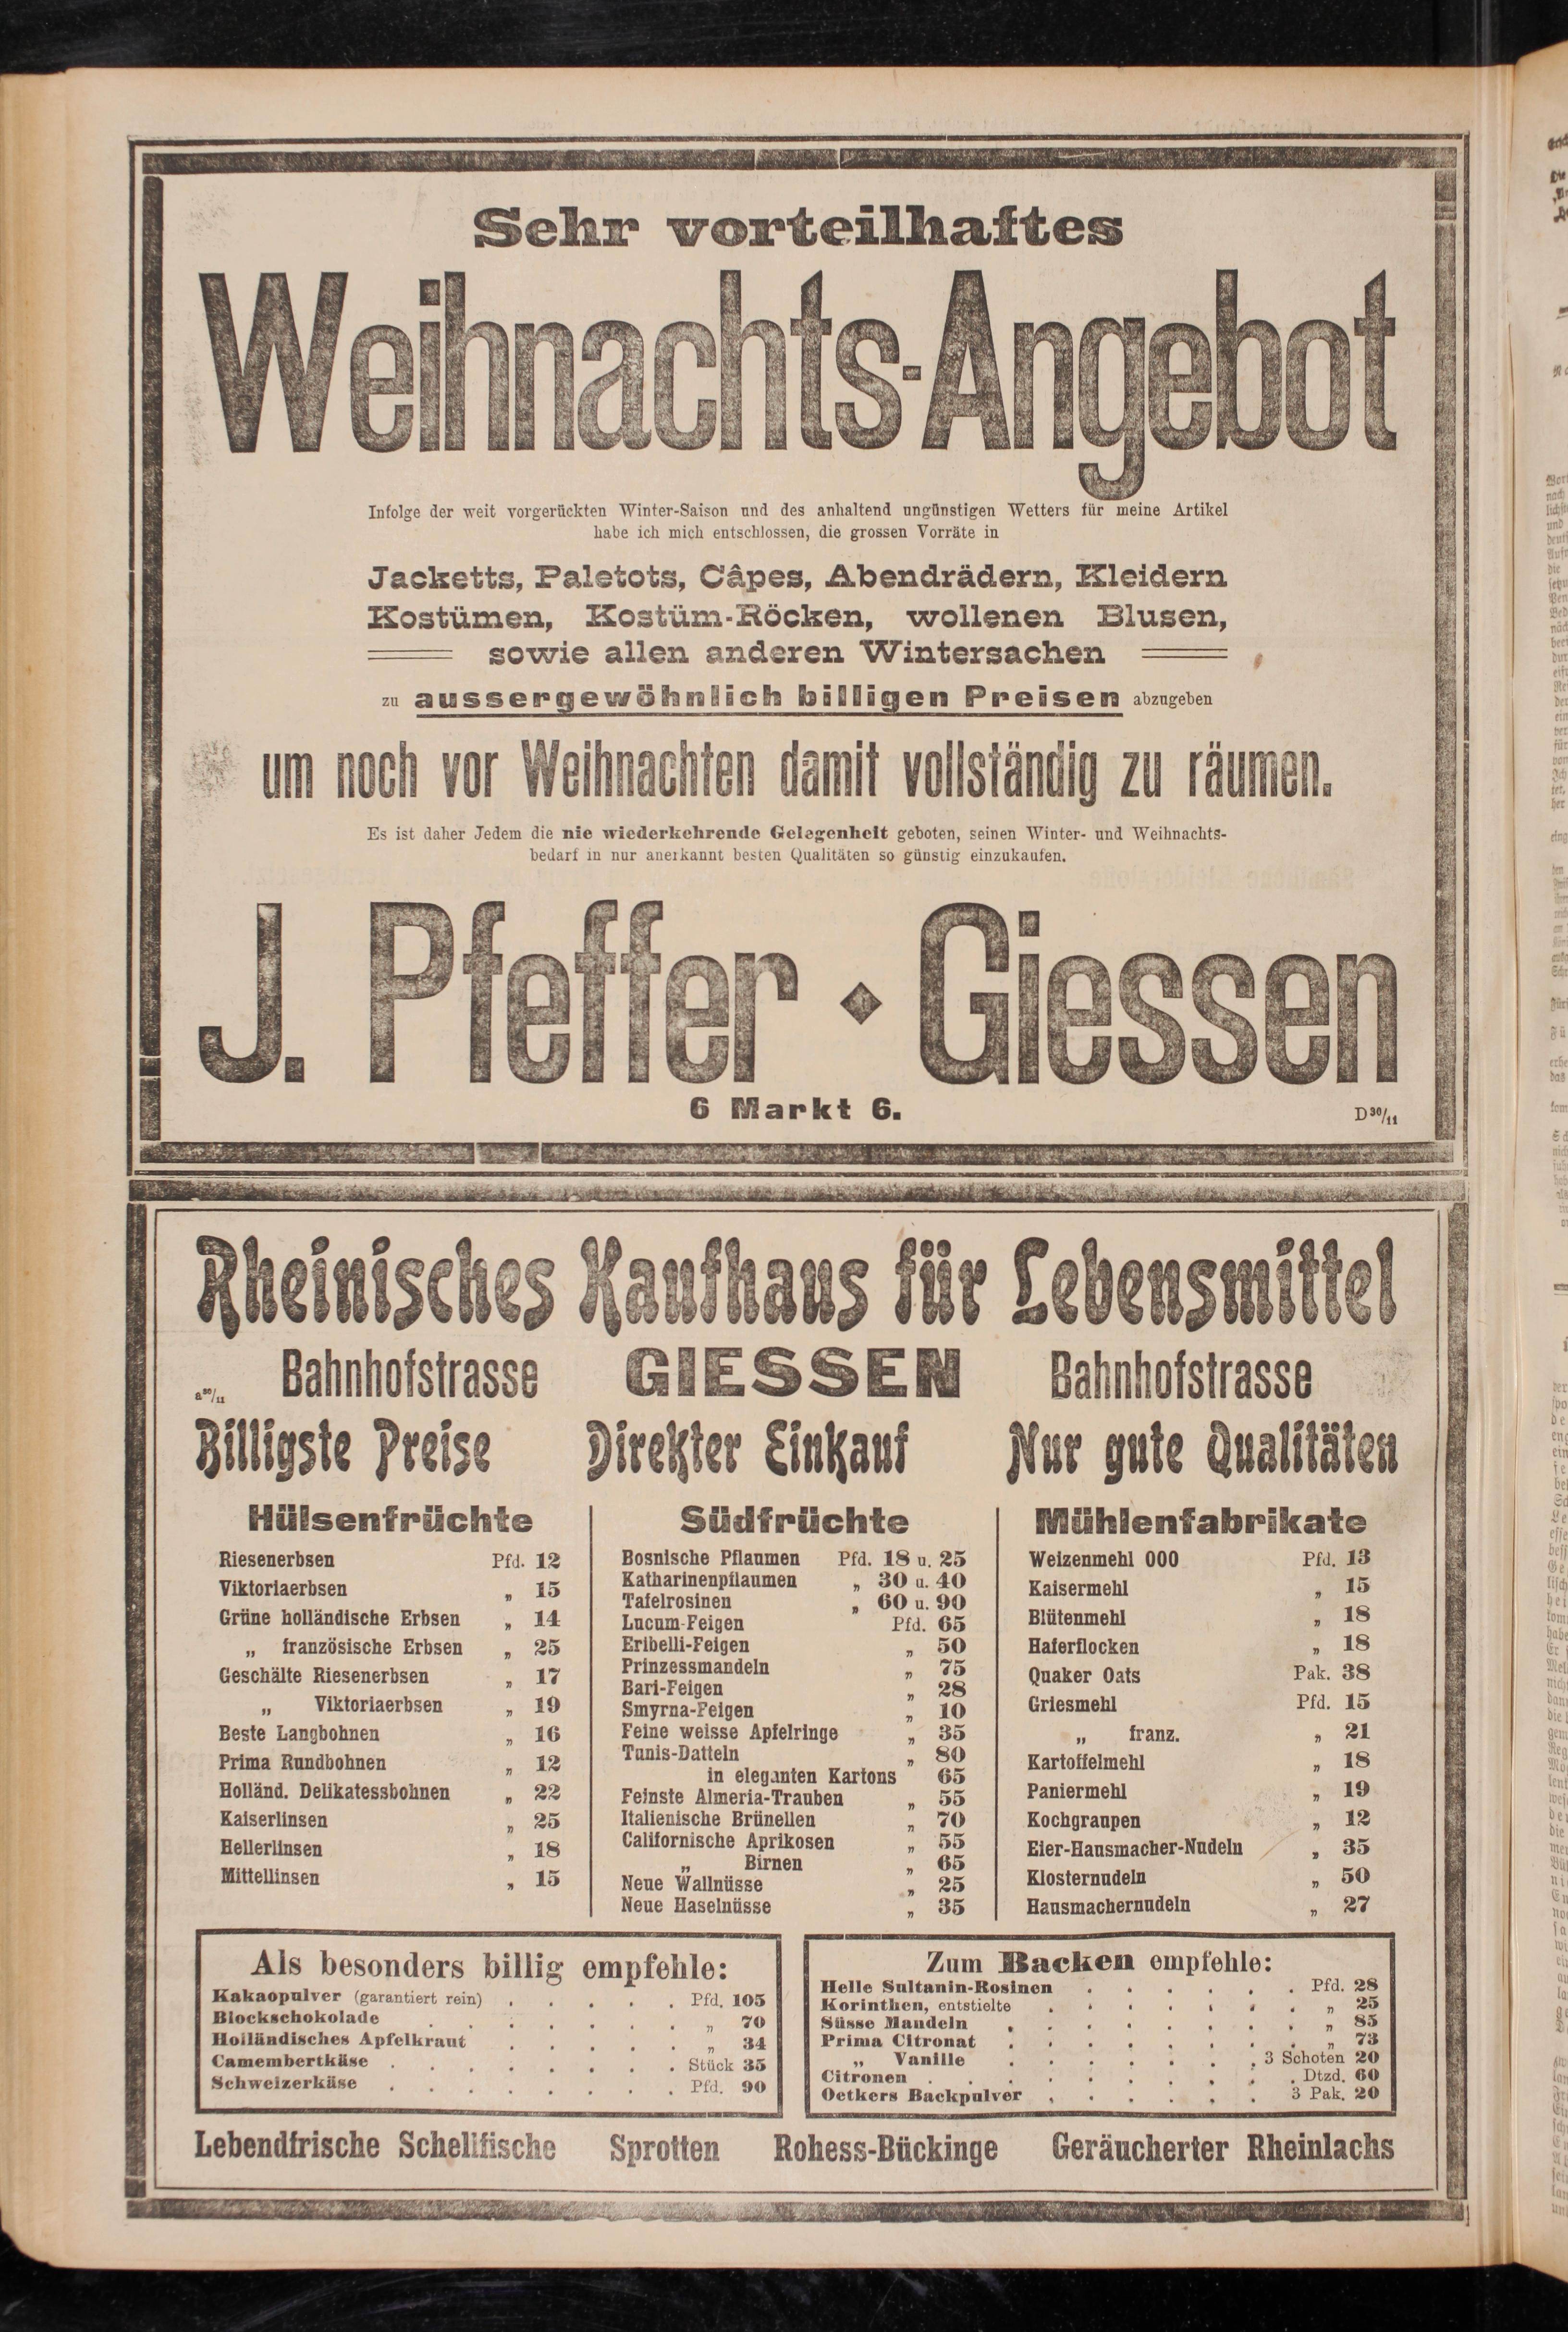 Sehr vorteilhaftes
Weihnachts-Angebot
Infolge der weit vorgerückten Winter-Saison und des anhaltend ungünstigen Wetters für meine Artikel
habe ich mich entschlossen, die grossen Vorräte in
Jacketts, Paletots, Câpes, Abendrädern, Kleidern
Kostümen, Kostüm-Röcken, wollenen Blusen,
sowie allen anderen Wintersachen
zu aussergewöhnlich billigen Preisen abzugeben
um noch vor Weihnachten damit vollständig zu räumen.
Es ist daher Jedem die nie wiederkehrende Gelegenheit geboten, seinen Winter- und Weihnachts-
bedarf in nur anerkannt besten Qualitäten so günstig einzukaufen.
J. Pfeffer ◆ Giessen
6 Markt 6.
D 30/11
Rheinisches Kaufhaus für Lebensmittel
a 30/11 Bahnhofstrasse GIESSEN Bahnhofstrasse
Billigste Preise Direkter Einkauf Nur gute Qualitäten
Hülsenfrüchte
Riesenerbsen Pfd. 12
Viktoriaerbsen „ 15
Grüne holländische Erbsen „ 14
„ französische Erbsen „ 25
Geschälte Riesenerbsen „ 17
„ Viktoriaerbsen „ 19
Beste Langbohnen „ 16
Prima Rundbohnen „ 12
Holländ. Delikatessbohnen „ 22
Kaiserlinsen „ 25
Hellerlinsen „ 18
Mittellinsen „ 15
Südfrüchte
Bosnische Pflaumen Pfd. 18 u. 25
Katharinenpflaumen „ 30 u. 40
Tafelrosinen „ 60 u. 90
Lucum-Feigen Pfd. 65
Eribelli-Feigen „ 50
Prinzessmandeln „ 75
Bari-Feigen „ 28
Smyrna-Feigen „ 10
Feine weisse Apfelringe „ 35
Tunis-Datteln „ 80
in eleganten Kartons 65
Feinste Almeria-Trauben „ 55
Italienische Brünellen „ 70
Californische Aprikosen „ 55
„ Birnen „ 65
Neue Wallnüsse „ 25
Neue Haselnüsse „ 35
Mühlenfabrikate
Weizenmehl 000 Pfd. 13
Kaisermehl „ 15
Blütenmehl „ 18
Haferflocken „ 18
Quaker Oats Pak. 38
Griesmehl Pfd. 15
„ franz. „ 21
Kartoffelmehl „ 18
Paniermehl „ 19
Kochgraupen „ 12
Eier-Hausmacher-Nudeln „ 35
Klosternudeln „ 50
Hausmachernudeln „ 27
Als besonders billig empfehle:
Kakaopulver (garantiert rein) . . . . . Pfd. 105
Blockschokolade . . . . . . . „ 70
Holländisches Apfelkraut . . . . . „ 34
Camembertkäse . . . . . . . . Stück 35
Schweizerkäse . . . . . . . . Pfd. 90
Zum Backen empfehle:
Helle Sultanin-Rosinen . . . . . . Pfd. 28
Korinthen, entstielte . . . . . . . „ 25
Süsse Mandeln . . . . . . . . „ 85
Prima Citronat . . . . . . . . „ 73
„ Vanille . . . . . . . 3 Schoten 20
Citronen . . . . . . . . . . Dtzd. 60
Oetkers Backpulver . . . . . . 3 Pak. 20
Lebendfrische Schellfische Sprotten Rohess-Bückinge Geräucherter Rheinlachs